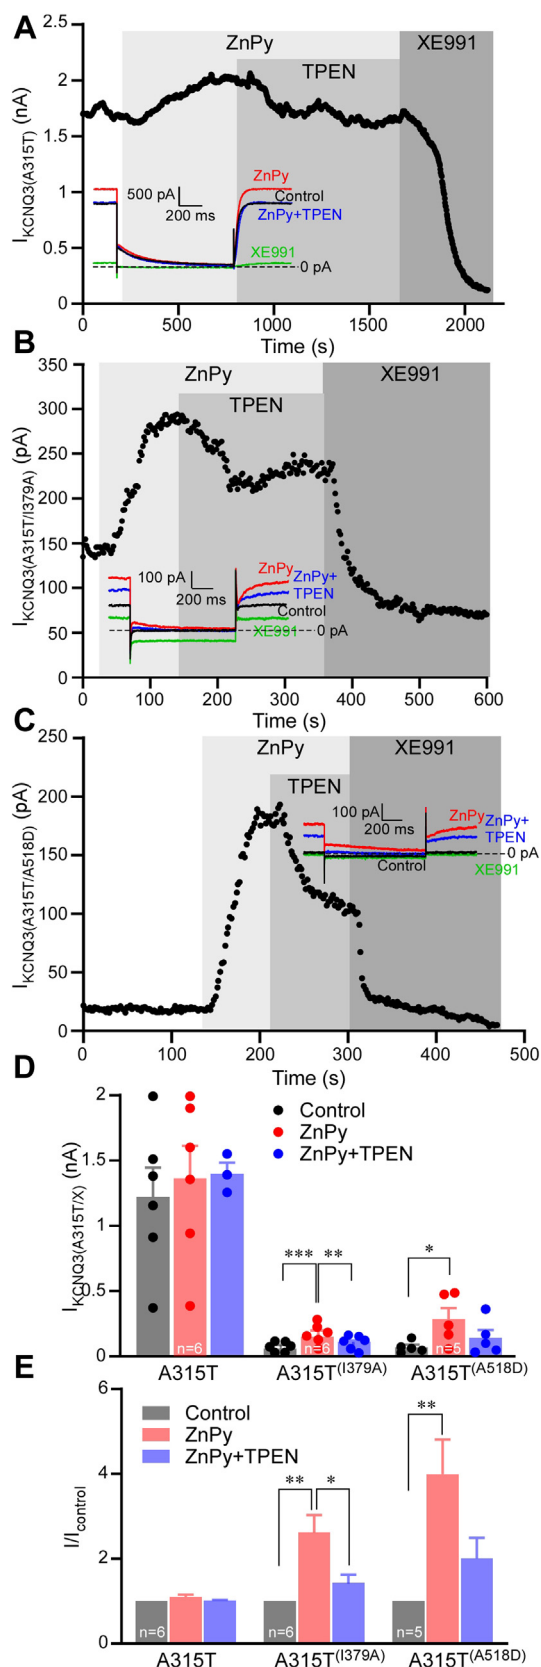 A
ZnPy
XE991
TPEN
I KCNQ3(A315T) (nA)
2.5
2.0
1.5
1
0.5
0
500 pA
200 ms
ZnPy
Control
ZnPy+TPEN
XE991
0 pA
0 500 1000 1500 2000
Time (s)
B
ZnPy
XE991
TPEN
I KCNQ3(A315T/I379A) (pA)
350
300
250
200
150
100
50
0
100 pA
200 ms
ZnPy
ZnPy+
TPEN
Control
XE991
0 pA
0 100 200 300 400 500 600
Time (s)
C
ZnPy
XE991
TPEN
I KCNQ3(A315T/A518D) (pA)
250
200
150
100
50
0
100 pA
200 ms
ZnPy
ZnPy+
TPEN
Control
0 pA
XE991
0 100 200 300 400 500
Time (s)
D
I KCNQ3(A315T/X) (nA)
2
1.5
1
0.5
0
Control
ZnPy
ZnPy+TPEN
*** ** *
n=6 n=6 n=5
A315T A315T(I379A) A315T(A518D)
E
I/Icontrol
6
4
2
0
Control
ZnPy
ZnPy+TPEN
** * **
n=6 n=6 n=5
A315T A315T(I379A) A315T(A518D)